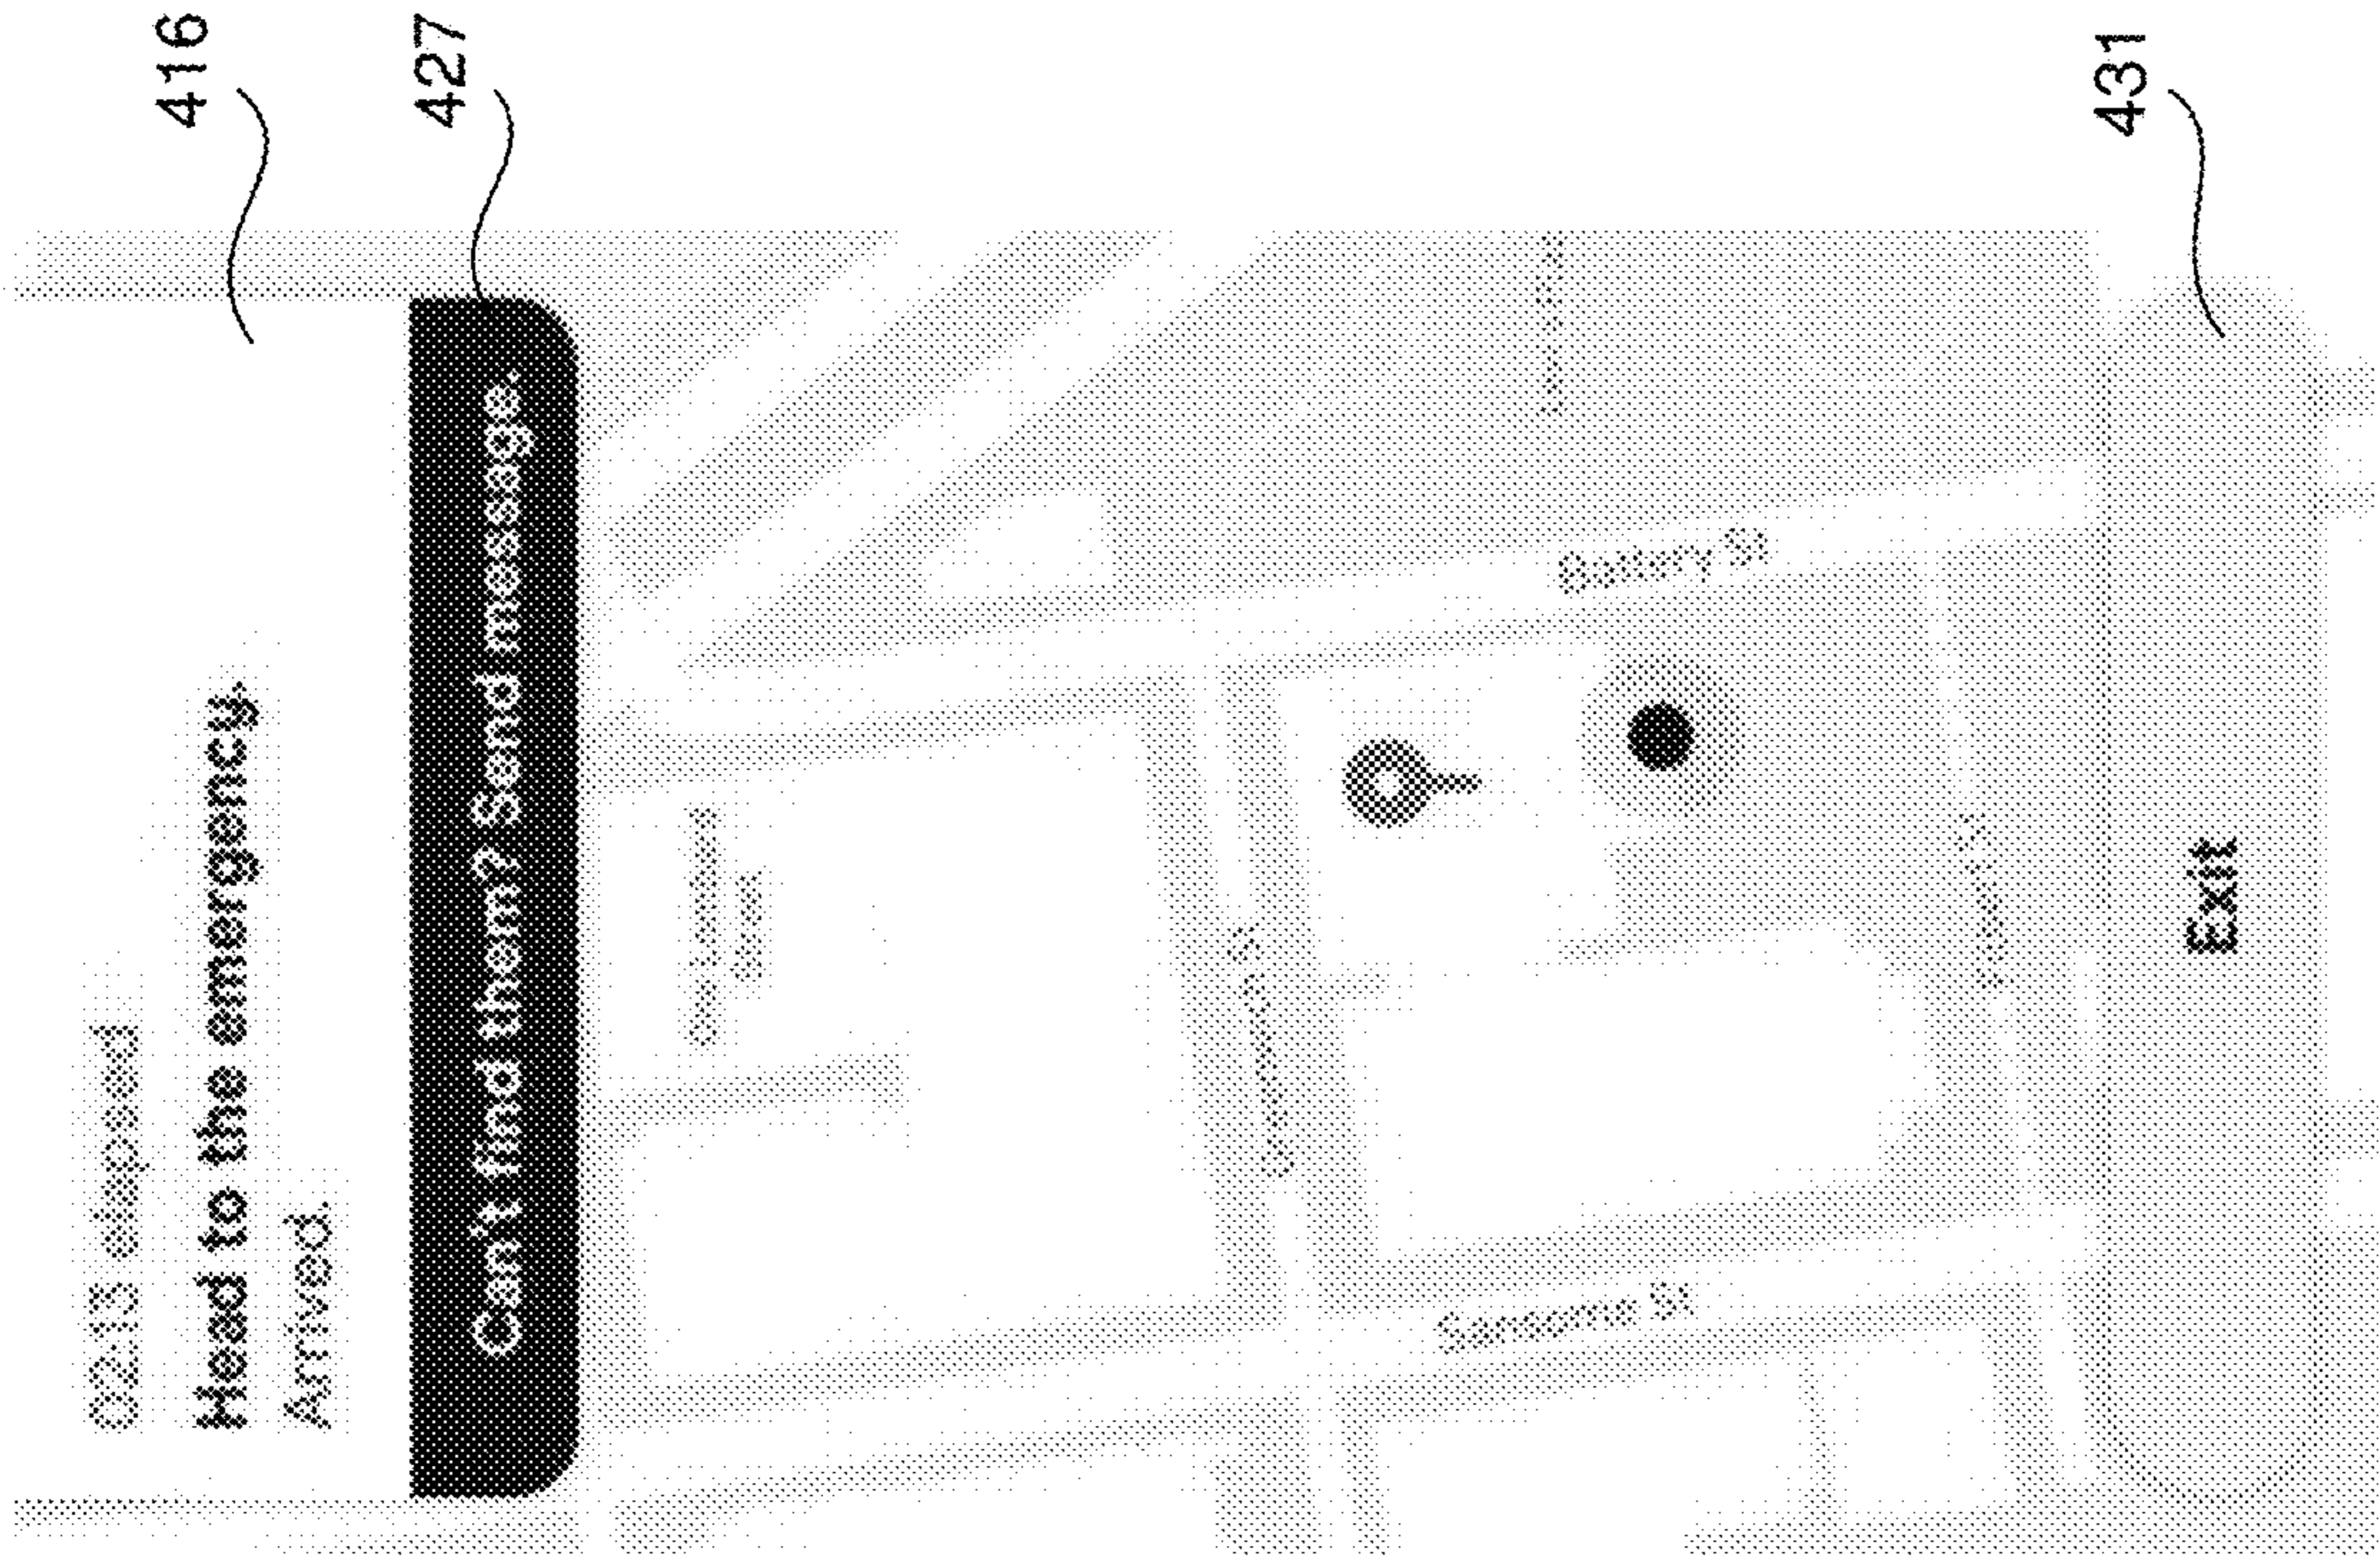 416
02:13 elapsed
Head to the emergency.
Arrived.
427
Can't find them? Send message.
Battery St
Sansome St
431
Exit